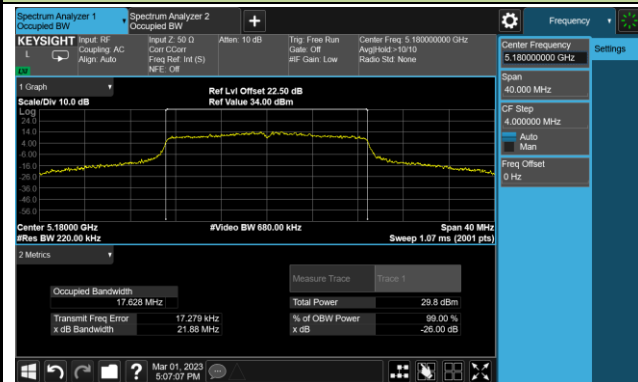 Spectrum Analyzer 1
Occupied BW
Spectrum Analyzer 2
Occupied BW
Frequency
KEYSIGHT
L
Input: RF
Coupling: AC
Align: Auto
Input Z: 50 Ω
Corr CCorr
Freq Ref: Int (S)
NFE: Off
Atten: 10 dB
Trig: Free Run
Gate: Off
#IF Gain: Low
Center Freq: 5.180000000 GHz
Avg|Hold:>10/10
Radio Std: None
Center Frequency
5.180000000 GHz
Settings
Span
40.000 MHz
CF Step
4.000000 MHz
Auto
Man
Freq Offset
0 Hz
1 Graph
Scale/Div 10.0 dB
Ref Lvl Offset 22.50 dB
Ref Value 34.00 dBm
Log
24.0
14.0
4.00
-6.00
-16.0
-26.0
-36.0
-46.0
-56.0
Center 5.18000 GHz
#Res BW 220.00 kHz
#Video BW 680.00 kHz
Span 40 MHz
Sweep 1.07 ms (2001 pts)
2 Metrics
Measure Trace
Trace 1
Occupied Bandwidth
17.628 MHz
Total Power
29.8 dBm
Transmit Freq Error
17.279 kHz
% of OBW Power
99.00 %
x dB Bandwidth
21.88 MHz
x dB
-26.00 dB
?
Mar 01, 2023
5:07:07 PM